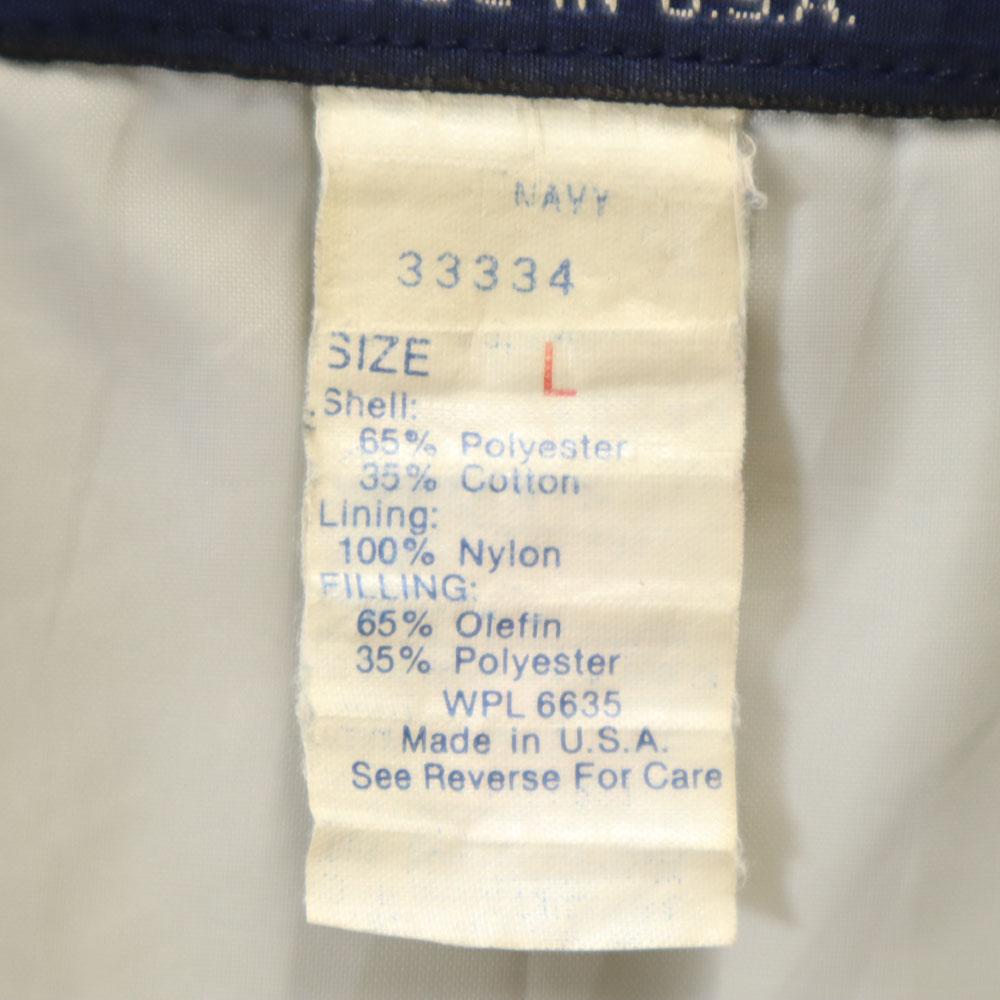 IN U.S.A.
NAVY
33334
SIZE L
Shell:
65% Polyester
35% Cotton
Lining:
100% Nylon
FILLING:
65% Olefin
35% Polyester
WPL 6635
Made in U.S.A.
See Reverse For Care